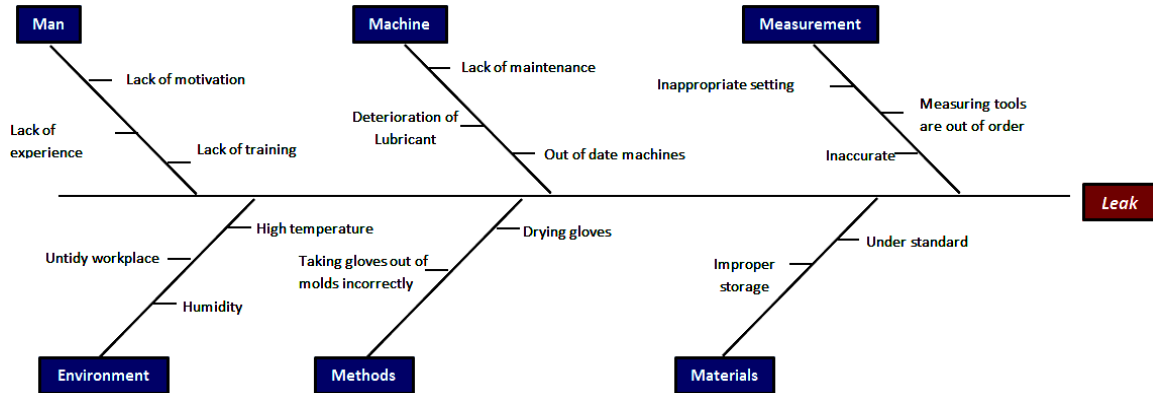 Man
Machine
Measurement
Lack of motivation
Lack of
experience
Lack of training
Lack of maintenance
Deterioration of
Lubricant
Out of date machines
Inappropriate setting
Measuring tools
are out of order
Inaccurate
Leak
High temperature
Untidy workplace
Humidity
Drying gloves
Taking gloves out of
molds incorrectly
Under standard
Improper
storage
Environment
Methods
Materials